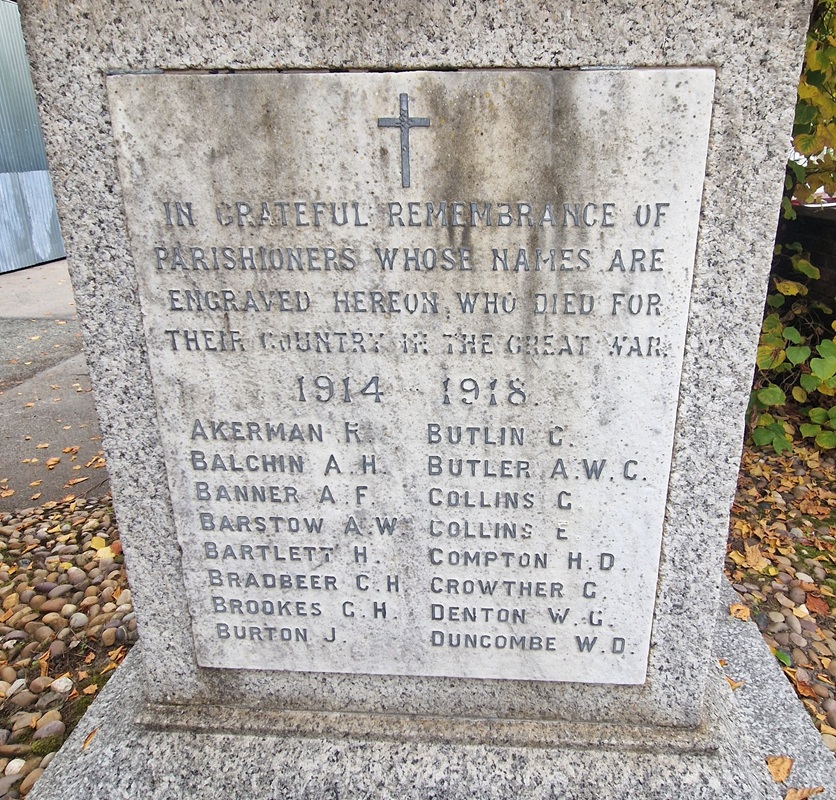 IN GRATEFUL REMEMBRANCE OF
PARISHIONERS WHOSE NAMES ARE
ENGRAVED HEREON, WHO DIED FOR
THEIR COUNTRY IN THE GREAT WAR.
1914 - 1918.
AKERMAN R.
BALCHIN A.H.
BANNER A.F.
BARSTOW A.W.
BARTLETT H.
BRADBEER C.H.
BROOKES G.H.
BURTON J.
BUTLIN C.
BUTLER A.W.C.
COLLINS G
COLLINS E
COMPTON H.D.
CROWTHER G.
DENTON W.G.
DUNCOMBE W.D.